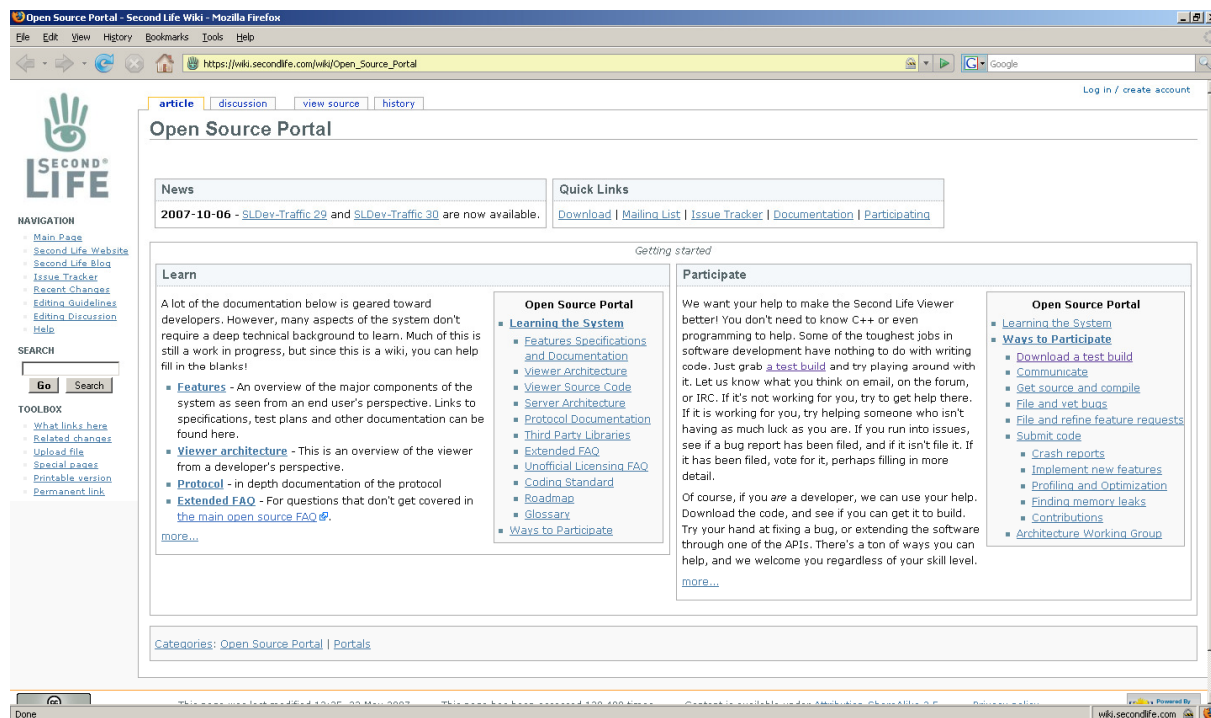 Open Source Portal - Second Life Wiki - Mozilla Firefox
File Edit View History Bookmarks Tools Help
https://wiki.secondlife.com/wiki/Open_Source_Portal
G Google
Log in / create account
article discussion view source history
Open Source Portal
SECOND®
LIFE
NAVIGATION
Main Page
Second Life Website
Second Life Blog
Issue Tracker
Recent Changes
Editing Guidelines
Editing Discussion
Help
SEARCH
Go Search
TOOLBOX
What links here
Related changes
Upload file
Special pages
Printable version
Permanent link
News
2007-10-06 - SLDev-Traffic 29 and SLDev-Traffic 30 are now available.
Quick Links
Download | Mailing List | Issue Tracker | Documentation | Participating
Getting started
Learn
A lot of the documentation below is geared toward
developers. However, many aspects of the system don't
require a deep technical background to learn. Much of this is
still a work in progress, but since this is a wiki, you can help
fill in the blanks!
Features - An overview of the major components of the
system as seen from an end user's perspective. Links to
specifications, test plans and other documentation can be
found here.
Viewer architecture - This is an overview of the viewer
from a developer's perspective.
Protocol - in depth documentation of the protocol
Extended FAQ - For questions that don't get covered in
the main open source FAQ.
more...
Open Source Portal
Learning the System
Features Specifications
and Documentation
Viewer Architecture
Viewer Source Code
Server Architecture
Protocol Documentation
Third Party Libraries
Extended FAQ
Unofficial Licensing FAQ
Coding Standard
Roadmap
Glossary
Ways to Participate
Participate
We want your help to make the Second Life Viewer
better! You don't need to know C++ or even
programming to help. Some of the toughest jobs in
software development have nothing to do with writing
code. Just grab a test build and try playing around with
it. Let us know what you think on email, on the forum,
or IRC. If it's not working for you, try to get help there.
If it is working for you, try helping someone who isn't
having as much luck as you are. If you run into issues,
see if a bug report has been filed, and if it isn't file it. If
it has been filed, vote for it, perhaps filling in more
detail.
Of course, if you are a developer, we can use your help.
Download the code, and see if you can get it to build.
Try your hand at fixing a bug, or extending the software
through one of the APIs. There's a ton of ways you can
help, and we welcome you regardless of your skill level.
more...
Open Source Portal
Learning the System
Ways to Participate
Download a test build
Communicate
Get source and compile
File and vet bugs
File and refine feature requests
Submit code
Crash reports
Implement new features
Profiling and Optimization
Finding memory leaks
Contributions
Architecture Working Group
Categories: Open Source Portal | Portals
cc
Powered By
Done
wiki.secondlife.com